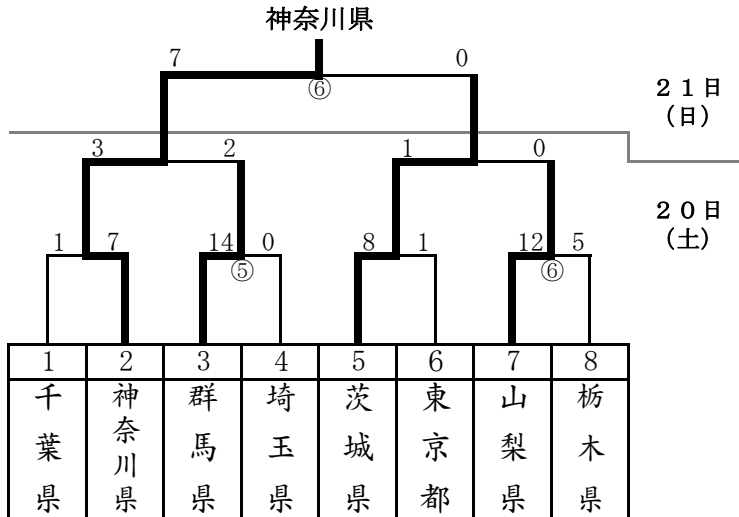 神奈川県
7 0
⑥
21日
(日)
3 2 1 0
20日
(土)
1 7 14 0 8 1 12 5
⑤ ⑥
1 2 3 4 5 6 7 8
千葉県
神奈川県
群馬県
埼玉県
茨城県
東京都
山梨県
栃木県